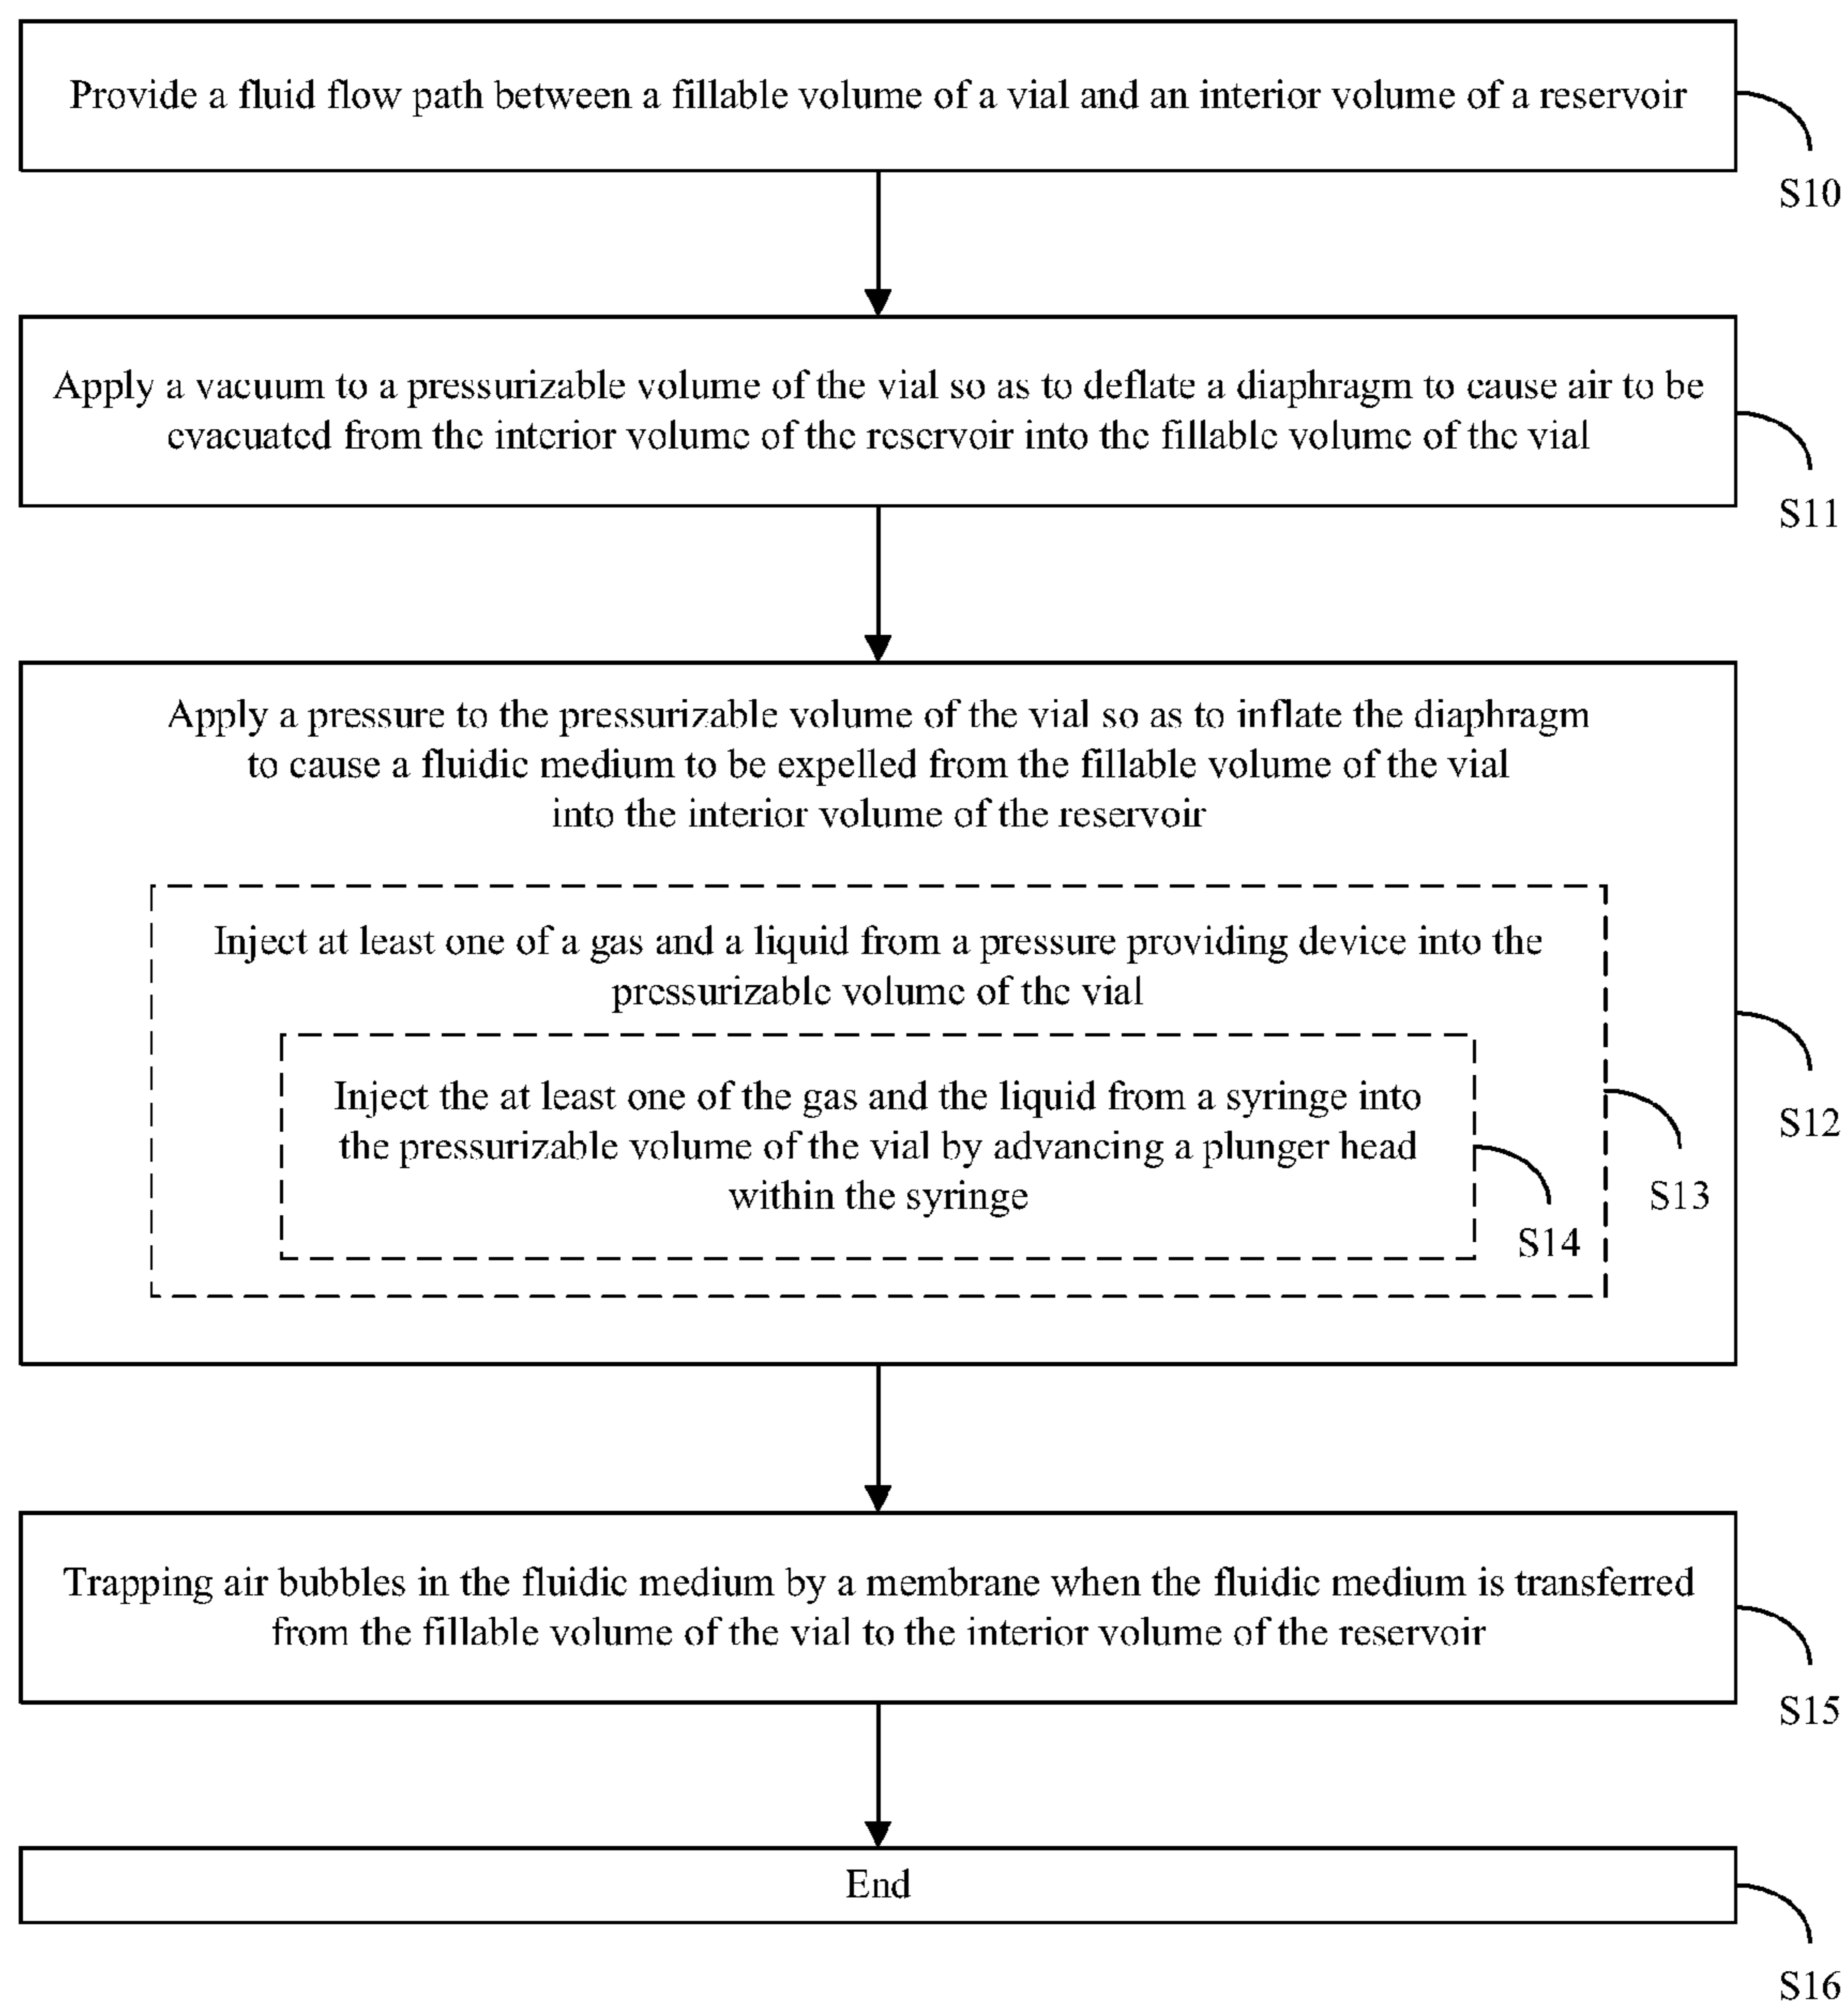 Provide a fluid flow path between a fillable volume of a vial and an interior volume of a reservoir
S10
Apply a vacuum to a pressurizable volume of the vial so as to deflate a diaphragm to cause air to be
evacuated from the interior volume of the reservoir into the fillable volume of the vial
S11
Apply a pressure to the pressurizable volume of the vial so as to inflate the diaphragm
to cause a fluidic medium to be expelled from the fillable volume of the vial
into the interior volume of the reservoir
S12
Inject at least one of a gas and a liquid from a pressure providing device into the
pressurizable volume of the vial
S13
Inject the at least one of the gas and the liquid from a syringe into
the pressurizable volume of the vial by advancing a plunger head
within the syringe
S14
Trapping air bubbles in the fluidic medium by a membrane when the fluidic medium is transferred
from the fillable volume of the vial to the interior volume of the reservoir
S15
End
S16